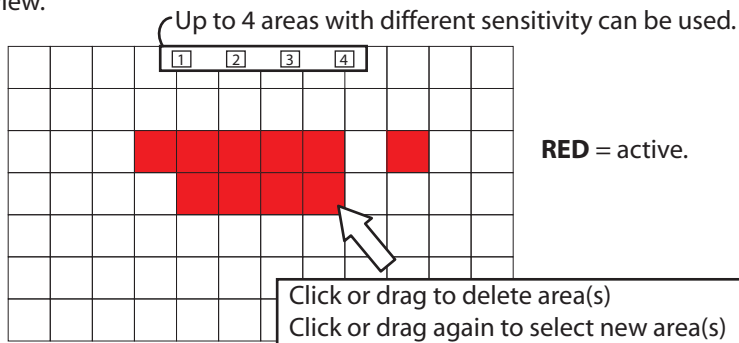 iew.
Up to 4 areas with different sensitivity can be used.
1 2 3 4
RED = active.
Click or drag to delete area(s)
Click or drag again to select new area(s)